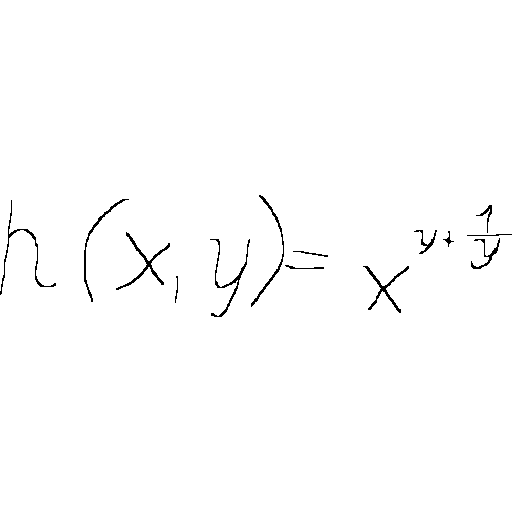 h(x, y) = x^{y + \frac{1}{y}}